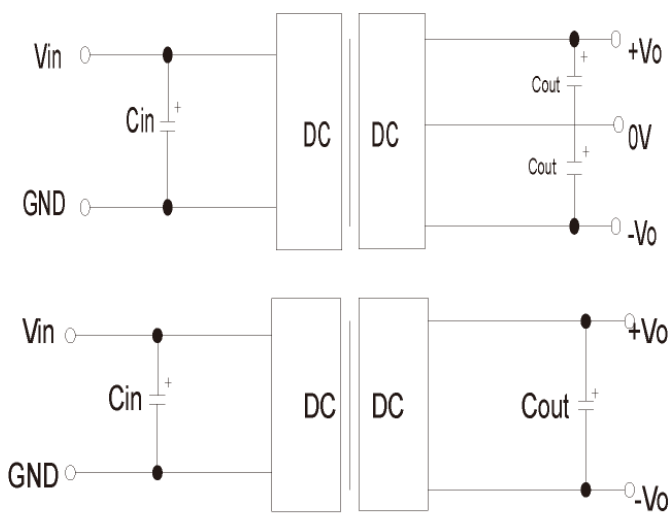 Vin
+
Cin
GND
DC
DC
+
Cout
+
Cout
+Vo
0V
-Vo
Vin
+
Cin
GND
DC
DC
+
Cout
+Vo
-Vo